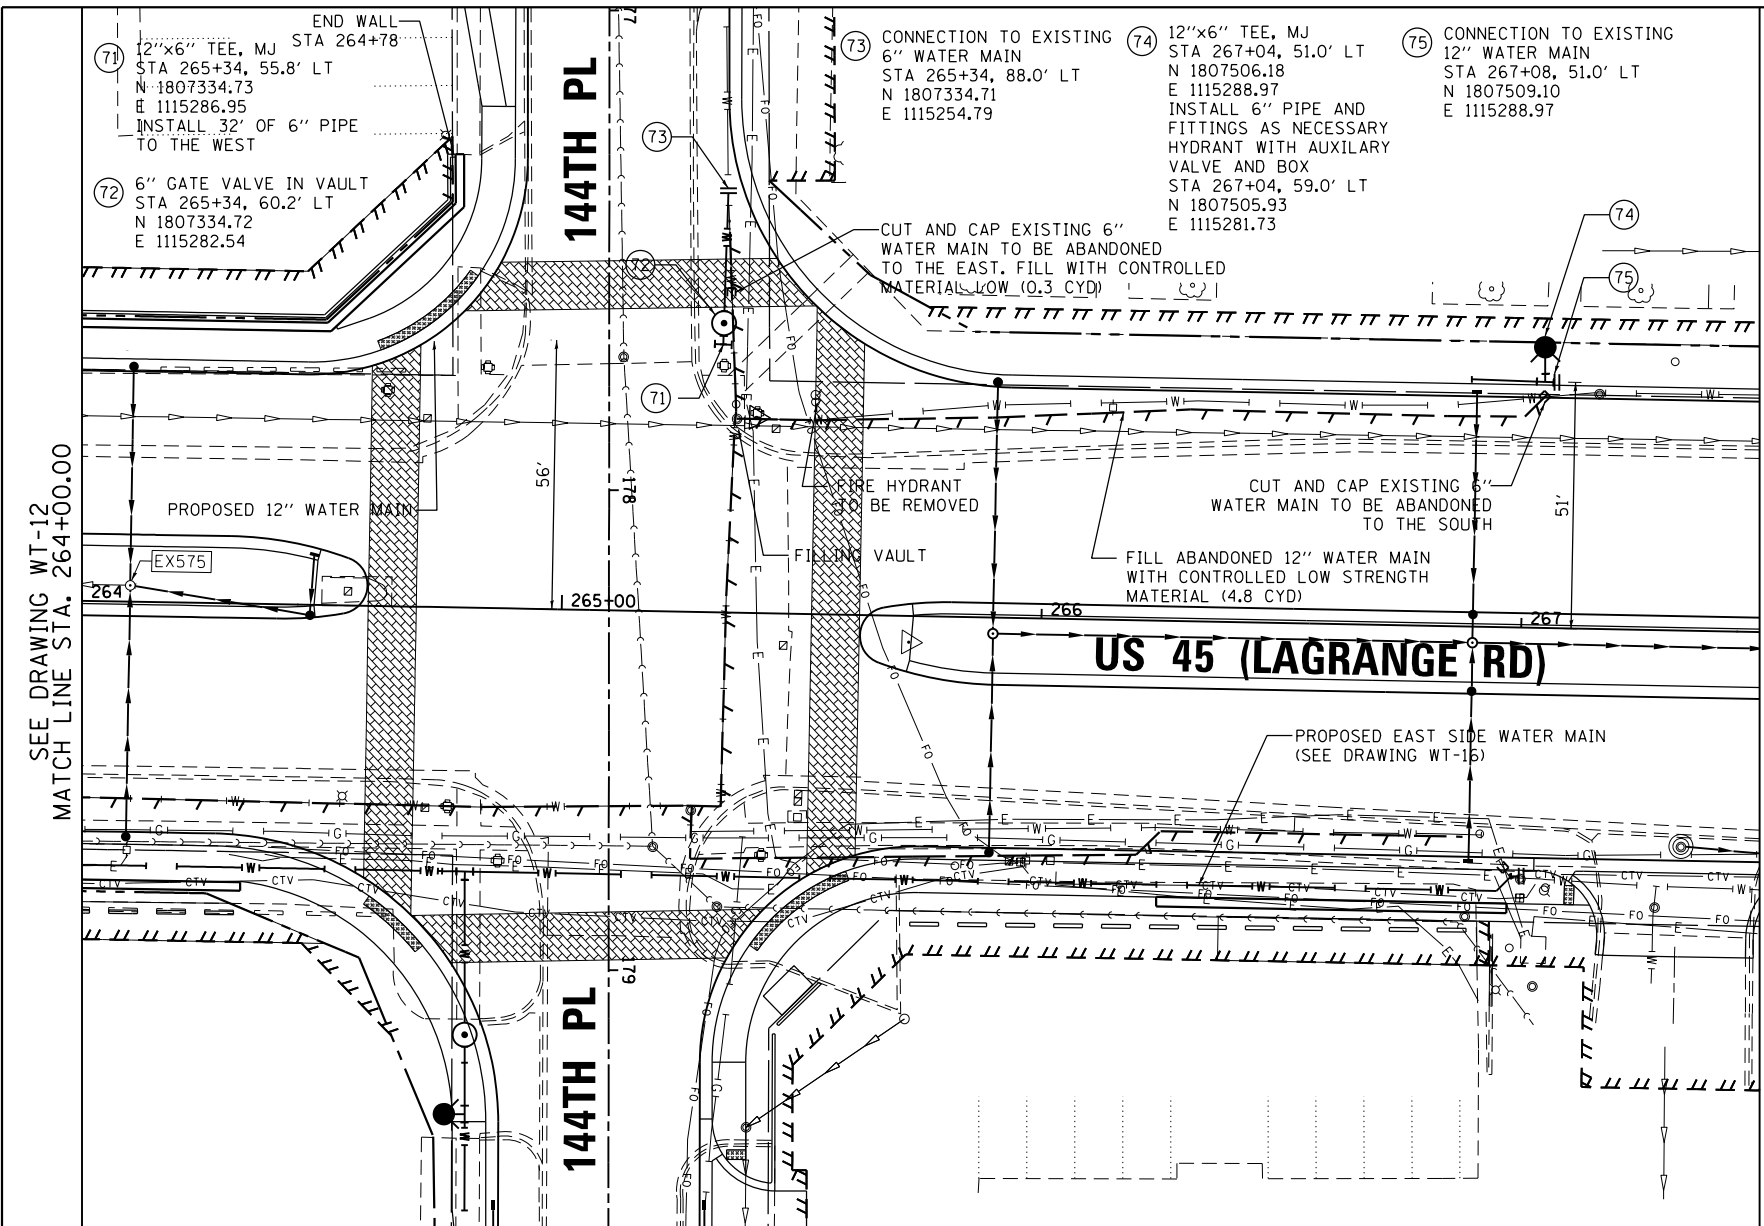 END WALL
STA 264+78
71
12"x6" TEE, MJ
STA 265+34, 55.8' LT
N 1807334.73
E 1115286.95
INSTALL 32' OF 6" PIPE
TO THE WEST
72
6" GATE VALVE IN VAULT
STA 265+34, 60.2' LT
N 1807334.72
E 1115282.54
73
CONNECTION TO EXISTING
6" WATER MAIN
STA 265+34, 88.0' LT
N 1807334.71
E 1115254.79
74
12"x6" TEE, MJ
STA 267+04, 51.0' LT
N 1807506.18
E 1115288.97
INSTALL 6" PIPE AND
FITTINGS AS NECESSARY
HYDRANT WITH AUXILARY
VALVE AND BOX
STA 267+04, 59.0' LT
N 1807505.93
E 1115281.73
75
CONNECTION TO EXISTING
12" WATER MAIN
STA 267+08, 51.0' LT
N 1807509.10
E 1115288.97
177
144TH PL
73
72
71
74
75
CUT AND CAP EXISTING 6"
WATER MAIN TO BE ABANDONED
TO THE EAST. FILL WITH CONTROLLED
MATERIAL LOW (0.3 CYD)
PROPOSED 12" WATER MAIN
56'
178
FIRE HYDRANT
TO BE REMOVED
FILLING VAULT
CUT AND CAP EXISTING 6"
WATER MAIN TO BE ABANDONED
TO THE SOUTH
51'
FILL ABANDONED 12" WATER MAIN
WITH CONTROLLED LOW STRENGTH
MATERIAL (4.8 CYD)
SEE DRAWING WT-12
MATCH LINE STA. 264+00.00
EX575
264
265+00
266
267
US 45 (LAGRANGE RD)
PROPOSED EAST SIDE WATER MAIN
(SEE DRAWING WT-16)
179
144TH PL